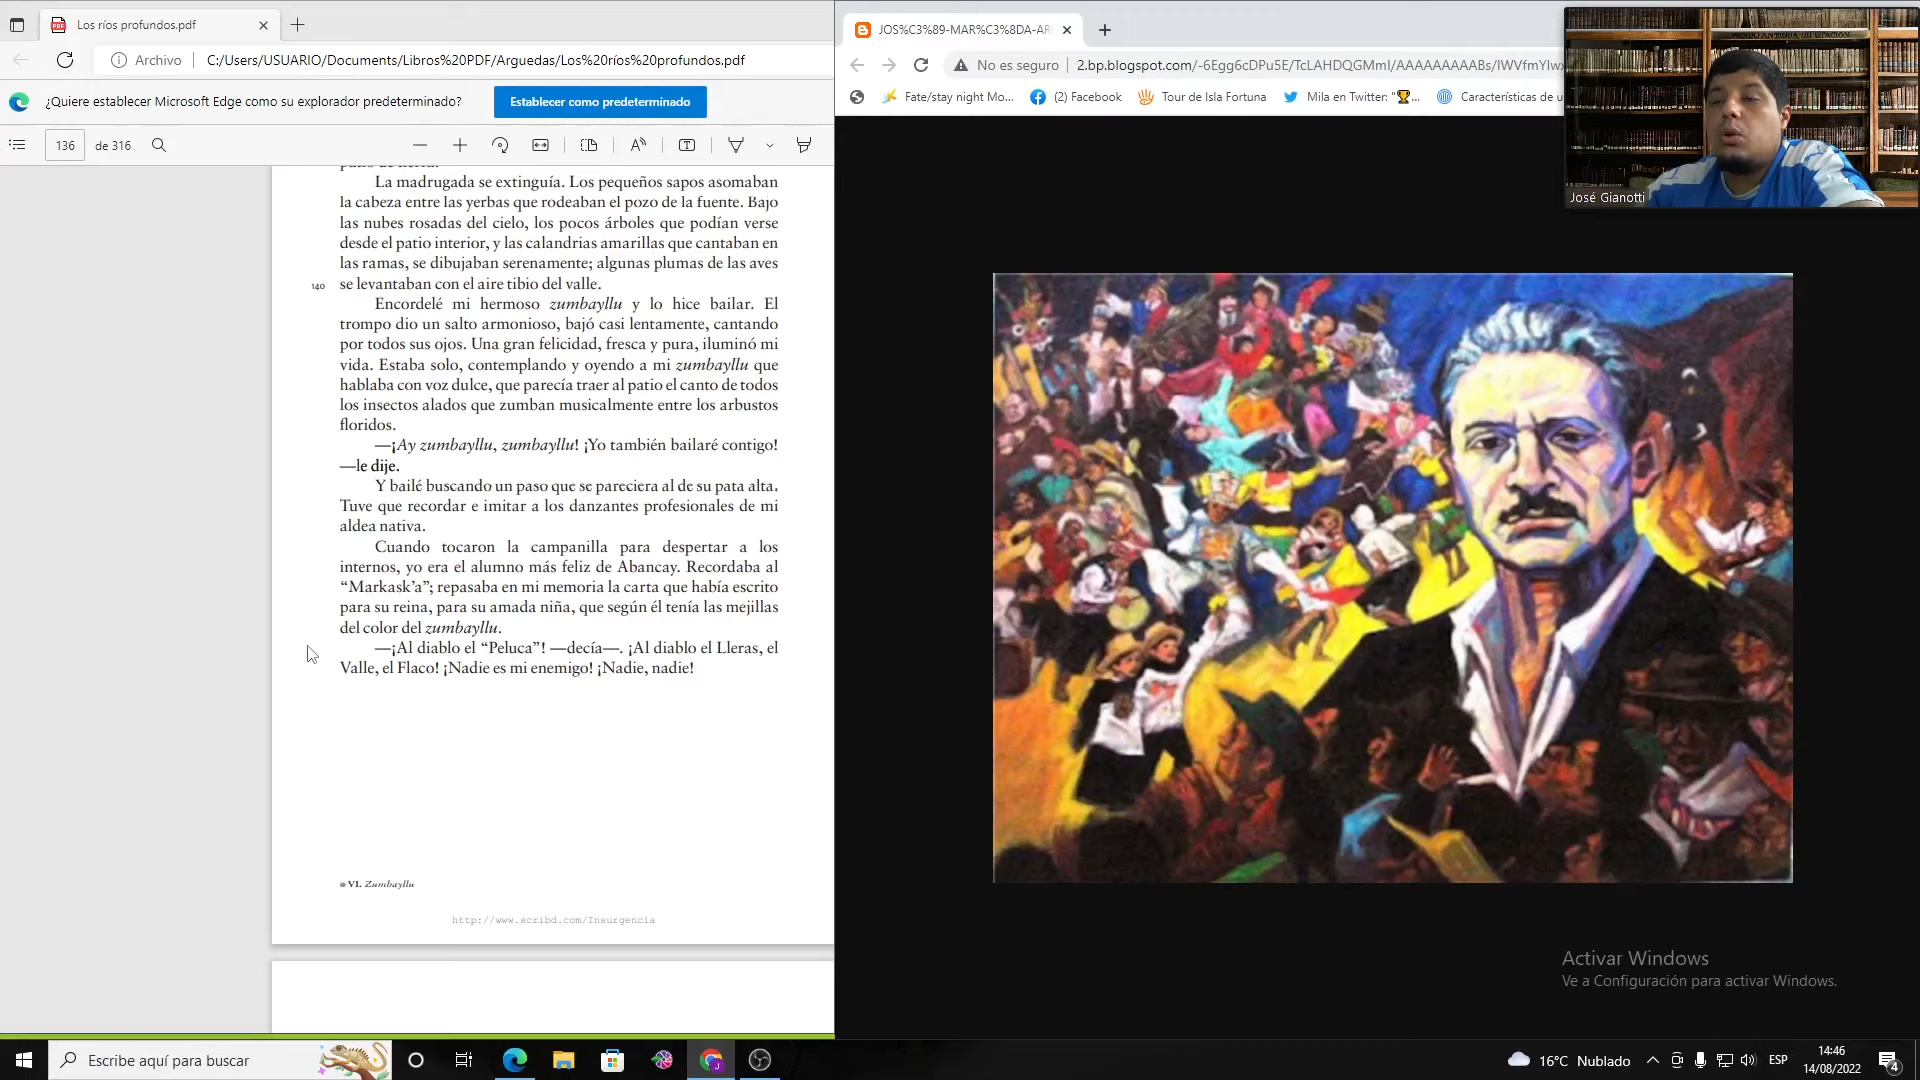 Los ríos profundos.pdf
Archivo
C:/Users/USUARIO/Documents/Libros%20PDF/Arguedas/Los%20ríos%20profundos.pdf
¿Quiere establecer Microsoft Edge como su explorador predeterminado?
Establecer como predeterminado
136 de 316
La madrugada se extinguía. Los pequeños sapos asomaban
la cabeza entre las yerbas que rodeaban el pozo de la fuente. Bajo
las nubes rosadas del cielo, los pocos árboles que podían verse
desde el patio interior, y las calandrias amarillas que cantaban en
las ramas, se dibujaban serenamente; algunas plumas de las aves
140 se levantaban con el aire tibio del valle.
Encordelé mi hermoso zumbayllu y lo hice bailar. El
trompo dio un salto armonioso, bajó casi lentamente, cantando
por todos sus ojos. Una gran felicidad, fresca y pura, iluminó mi
vida. Estaba solo, contemplando y oyendo a mi zumbayllu que
hablaba con voz dulce, que parecía traer al patio el canto de todos
los insectos alados que zumban musicalmente entre los arbustos
floridos.
—¡Ay zumbayllu, zumbayllu! ¡Yo también bailaré contigo!
—le dije.
Y bailé buscando un paso que se pareciera al de su pata alta.
Tuve que recordar e imitar a los danzantes profesionales de mi
aldea nativa.
Cuando tocaron la campanilla para despertar a los
internos, yo era el alumno más feliz de Abancay. Recordaba al
“Markask’a”; repasaba en mi memoria la carta que había escrito
para su reina, para su amada niña, que según él tenía las mejillas
del color del zumbayllu.
—¡Al diablo el “Peluca”! —decía—. ¡Al diablo el Lleras, el
Valle, el Flaco! ¡Nadie es mi enemigo! ¡Nadie, nadie!
VI. Zumbayllu
http://www.scribd.com/Insurgencia
JOS%C3%89-MAR%C3%8DA-AR
No es seguro
2.bp.blogspot.com/-6Egg6cDPu5E/TcLAHDQGMmI/AAAAAAAAABs/lWVfmYlw
Fate/stay night Mo...
(2) Facebook
Tour de Isla Fortuna
Mila en Twitter: "🏆...
Características de u
José Gianotti
Activar Windows
Ve a Configuración para activar Windows.
Escribe aquí para buscar
16°C Nublado
ESP
14:46
14/08/2022
4